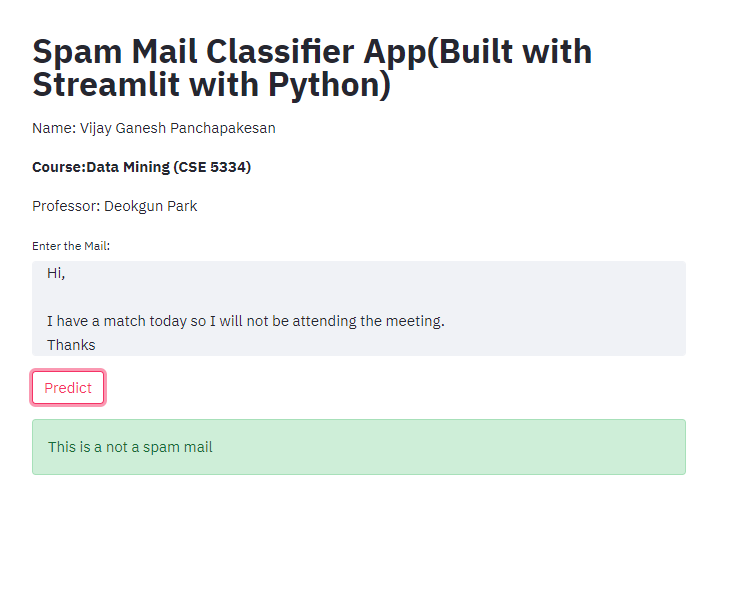 Spam Mail Classifier App(Built with
Streamlit with Python)
Name: Vijay Ganesh Panchapakesan
Course:Data Mining (CSE 5334)
Professor: Deokgun Park
Enter the Mail:
Hi,
I have a match today so I will not be attending the meeting.
Thanks
Predict
This is a not a spam mail